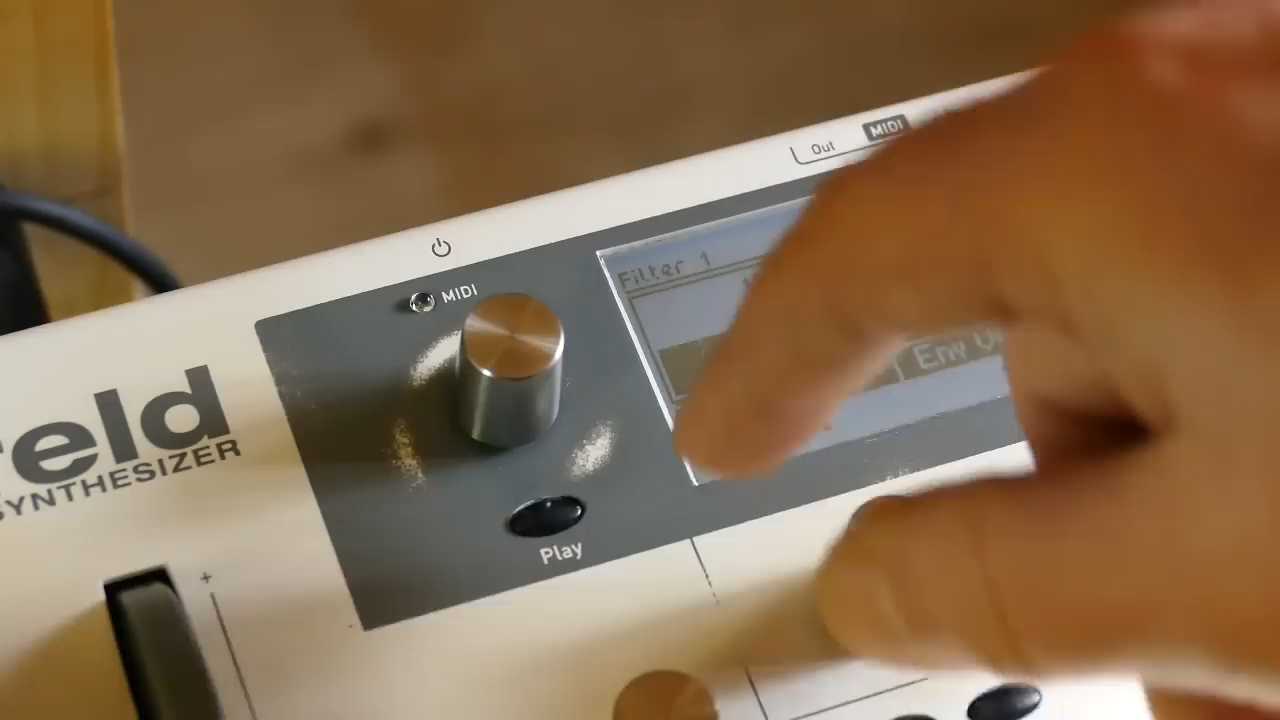 Out MIDI
MIDI
Filter 1
Env
eld
SYNTHESIZER
Play
+